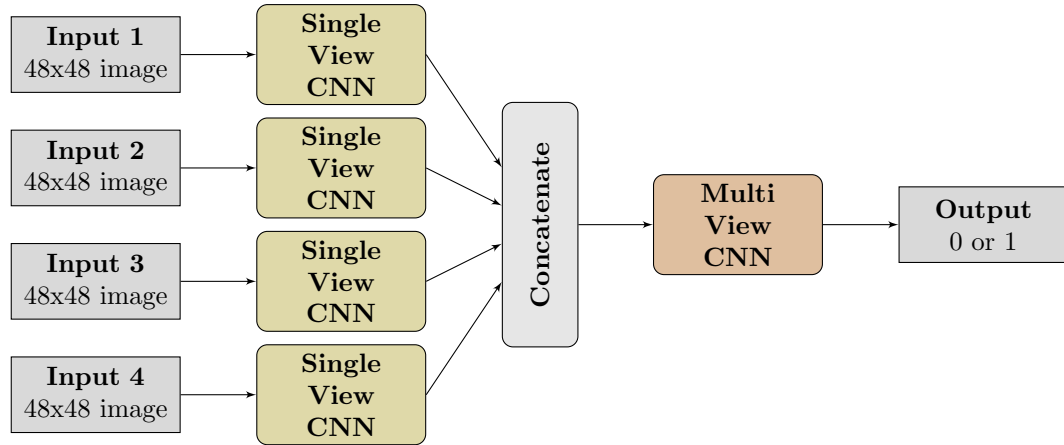 Input 1
48x48 image
Single
View
CNN
Input 2
48x48 image
Single
View
CNN
Input 3
48x48 image
Single
View
CNN
Input 4
48x48 image
Single
View
CNN
Concatenate
Multi
View
CNN
Output
0 or 1